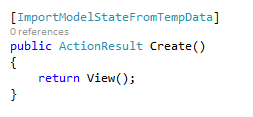 [ImportModelStateFromTempData]
0 references
public ActionResult Create()
{
return View();
}